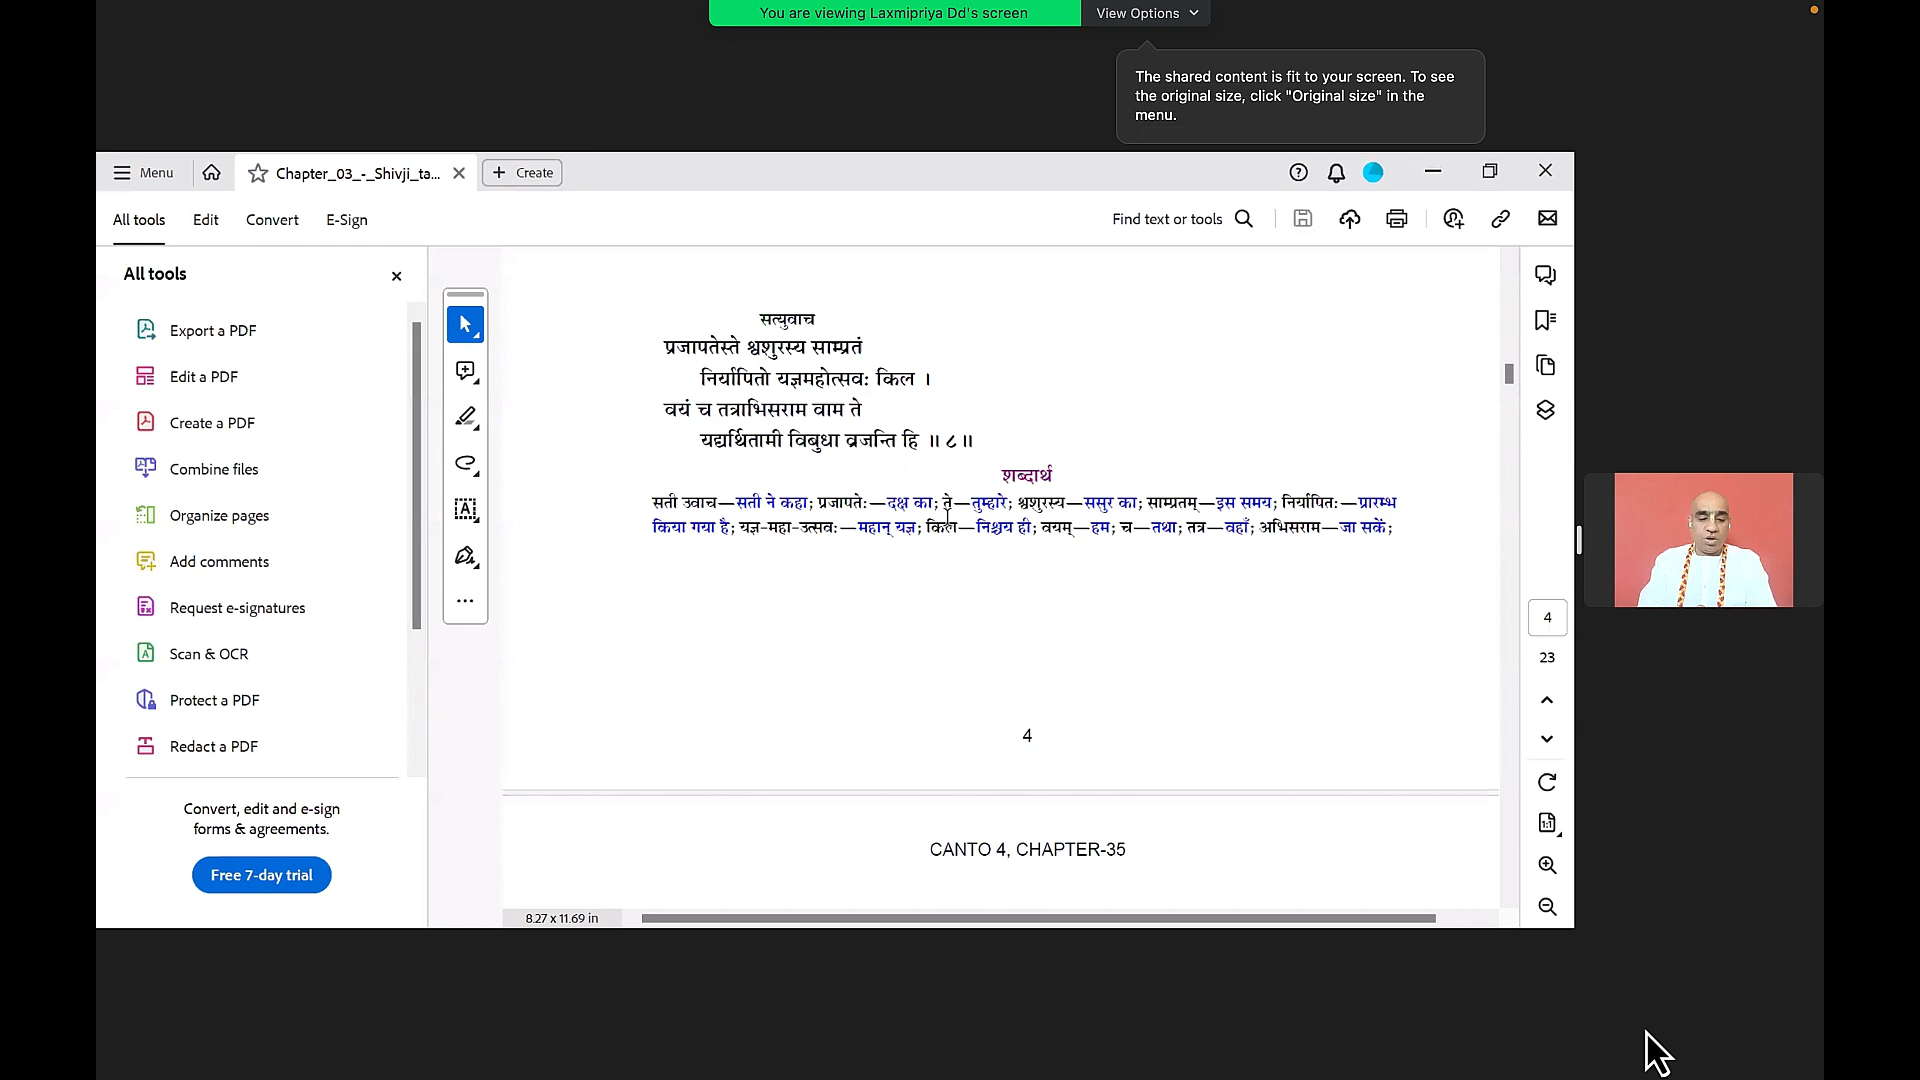 You are viewing Laxmipriya Dd's screen
View Options
The shared content is fit to your screen. To see
the original size, click "Original size" in the
menu.
Menu
Chapter_03_-_Shivji_ta...
Create
All tools
Edit
Convert
E-Sign
Find text or tools
All tools
Export a PDF
Edit a PDF
Create a PDF
Combine files
Organize pages
Add comments
Request e-signatures
Scan & OCR
Protect a PDF
Redact a PDF
Convert, edit and e-sign
forms & agreements.
Free 7-day trial
सत्युवाच
प्रजापतेस्ते श्वशुरस्य साम्प्रतं
निर्यापितो यज्ञमहोत्सवः किल ।
वयं च तत्राभिसराम वाम ते
यद्यर्थितामी विबुधा व्रजन्ति हि ॥ ८॥
शब्दार्थ
सती उवाच—सती ने कहा; प्रजापतेः—दक्ष का; ते—तुम्हारे; श्वशुरस्य—ससुर का; साम्प्रतम्—इस समय; निर्यापितः—प्रारम्भ
किया गया है; यज्ञ-महा-उत्सवः—महान् यज्ञ; किल—निश्चय ही; वयम्—हम; च—तथा; तत्र—वहाँ; अभिसराम—जा सकें;
4
CANTO 4, CHAPTER-35
8.27 x 11.69 in
4
23
1:1